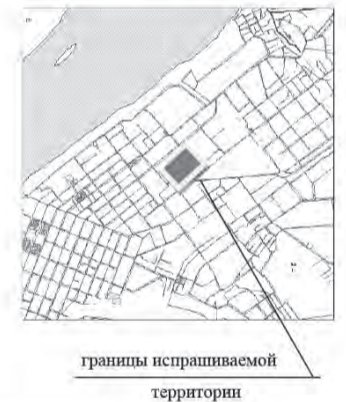 границы испрашиваемой
территории